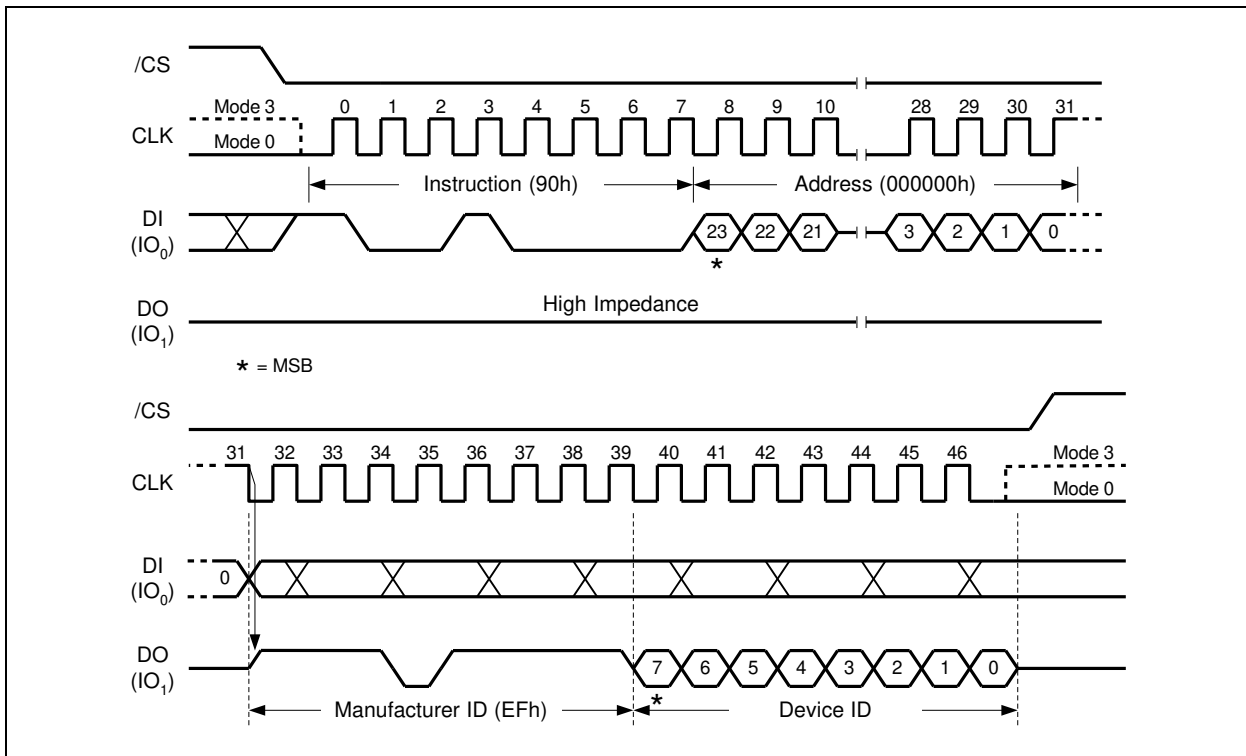 /CS
Mode 3 0 1 2 3 4 5 6 7 8 9 10 28 29 30 31
CLK
Mode 0
Instruction (90h) Address (000000h)
DI
(IO0)
23 22 21 3 2 1 0
*
High Impedance
DO
(IO1)
* = MSB
/CS
31 32 33 34 35 36 37 38 39 40 41 42 43 44 45 46
Mode 3
CLK
Mode 0
DI
(IO0)
0
DO
(IO1)
7 6 5 4 3 2 1 0
*
Manufacturer ID (EFh) Device ID